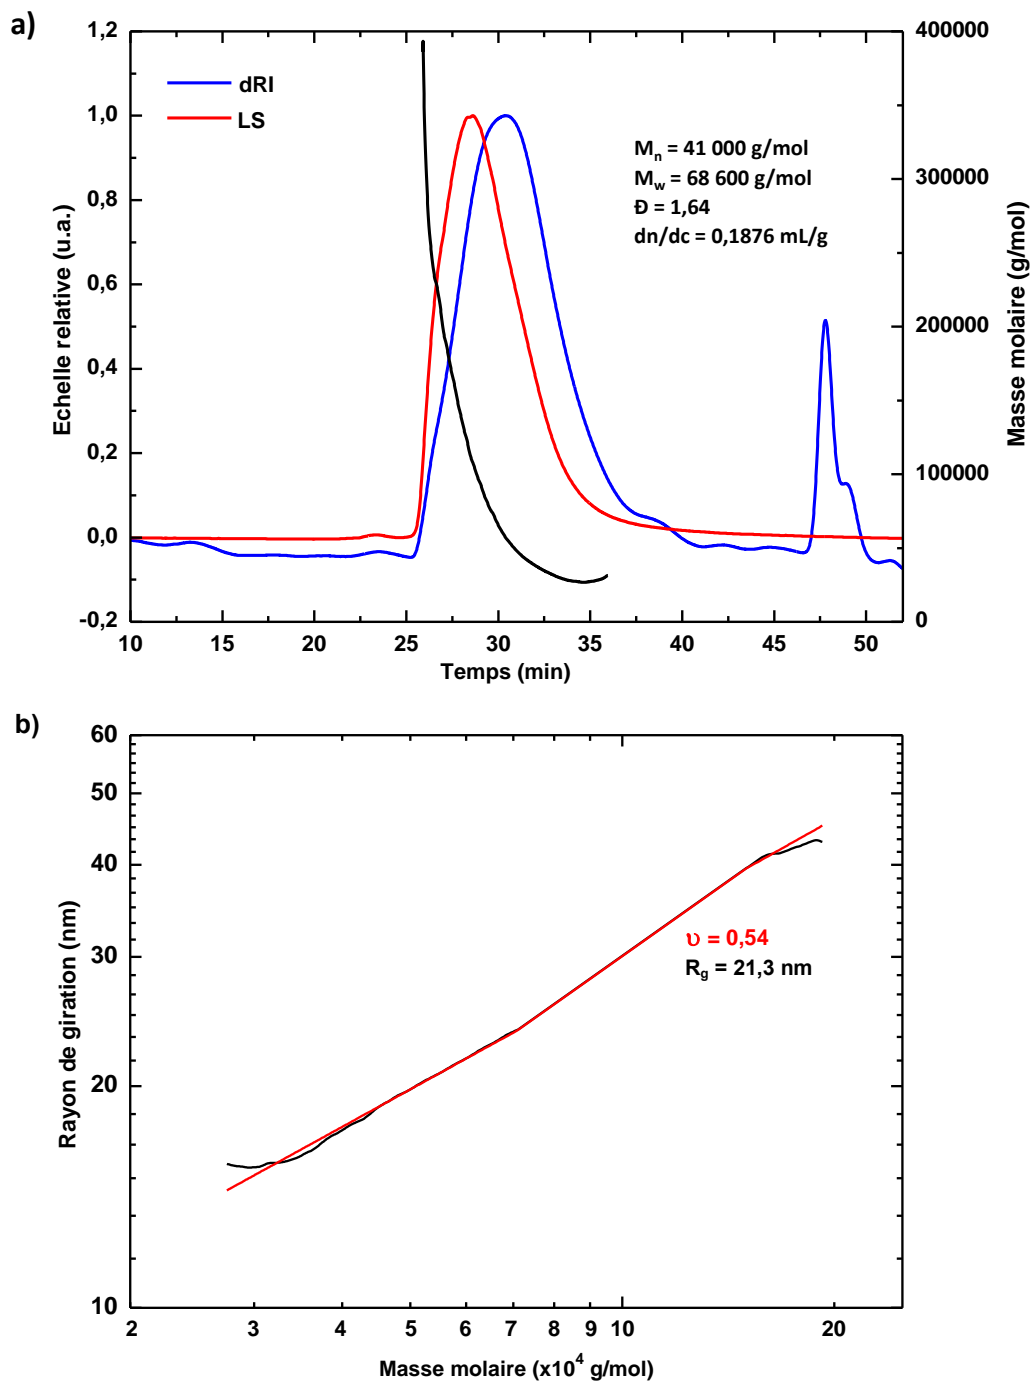 a)
1,2
1,0
0,8
0,6
0,4
0,2
0,0
-0,2
Echelle relative (u.a.)
dRI
LS
Mn = 41 000 g/mol
Mw = 68 600 g/mol
Đ = 1,64
dn/dc = 0,1876 mL/g
400000
300000
200000
100000
0
Masse molaire (g/mol)
10 15 20 25 30 35 40 45 50
Temps (min)
b)
60
50
40
30
20
10
Rayon de giration (nm)
υ = 0,54
Rg = 21,3 nm
2 3 4 5 6 7 8 9 10 20
Masse molaire (x10⁴ g/mol)